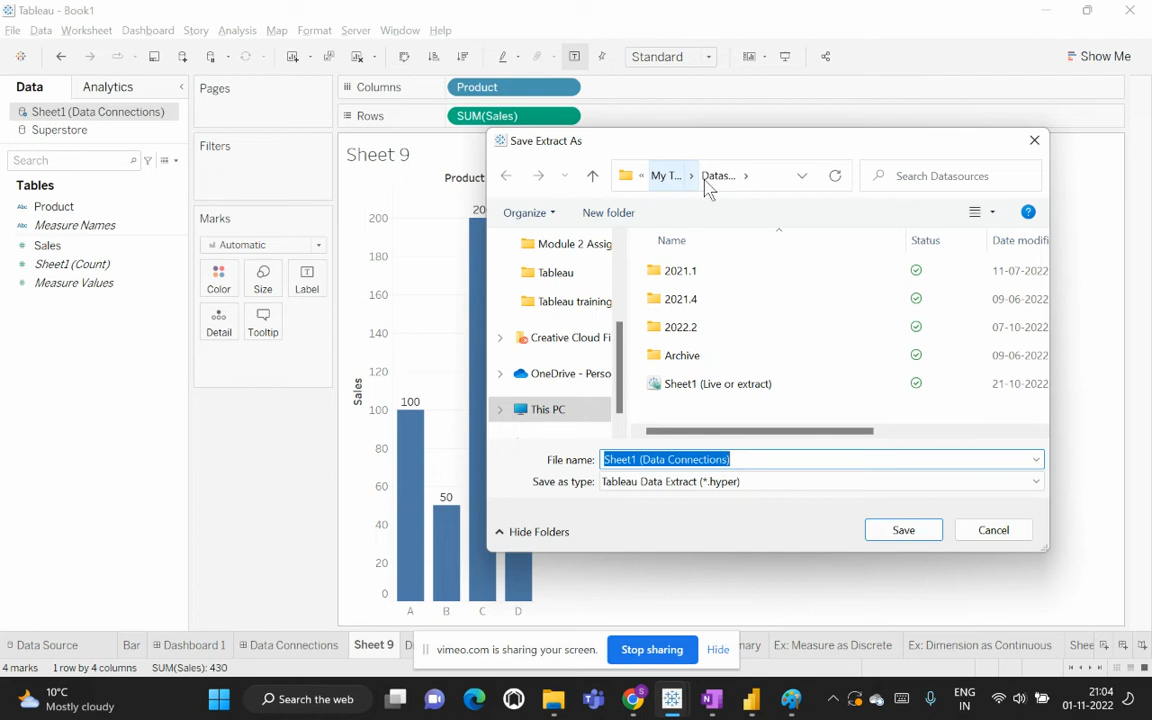 Tableau - Book1
File Data Worksheet Dashboard Story Analysis Map Format Server Window Help
Standard
Show Me
Data Analytics
Sheet1 (Data Connections)
Superstore
Search
Tables
Abc Product
Abc Measure Names
# Sales
# Sheet1 (Count)
# Measure Values
Pages
Filters
Marks
Automatic
Color Size Label
Detail Tooltip
Columns Product
Rows SUM(Sales)
Sheet 9
Product
Sales
200
180
160
140
120
100
80
60
40
20
0
100
50
20
A B C D
Save Extract As
« My T... › Datas... ›
Search Datasources
Organize New folder
Module 2 Assig
Tableau
Tableau training
Creative Cloud Fi
OneDrive - Perso
This PC
Name Status Date modifi
2021.1 11-07-2022
2021.4 09-06-2022
2022.2 07-10-2022
Archive 09-06-2022
Sheet1 (Live or extract) 21-10-2022
File name: Sheet1 (Data Connections)
Save as type: Tableau Data Extract (*.hyper)
Hide Folders
Save Cancel
Data Source Bar Dashboard 1 Data Connections Sheet 9
vimeo.com is sharing your screen. Stop sharing Hide
Ex: Measure as Discrete Ex: Dimension as Continuous Shee
4 marks 1 row by 4 columns SUM(Sales): 430
10°C
Mostly cloudy
Search the web
ENG
IN
21:04
01-11-2022